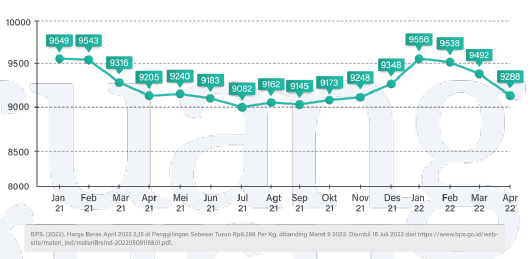 10000
9500
9000
8500
8000
9549
9543
9316
9205
9240
9183
9082
9162
9145
9173
9248
9348
9556
9538
9492
9288
Jan 21
Feb 21
Mar 21
Apr 21
Mei 21
Jun 21
Jul 21
Agt 21
Sep 21
Okt 21
Nov 21
Des 21
Jan 22
Feb 22
Mar 22
Apr 22
BPS. (2022). Harga Beras April 2022 2,15 di Penggilingan Sebesar Turun Rp9.288 Per Kg, dibanding Maret 9 2022. Diambil 15 Juli 2022 dari https://www.bps.go.id/web-
site/materi_ind/materiBrsInd-20220509115801.pdf.